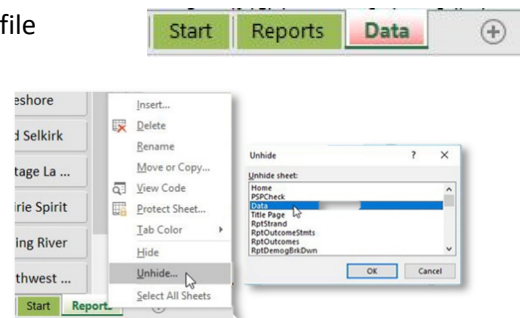 file
Start Reports Data
eshore
d Selkirk
tage La ...
irie Spirit
ing River
thwest ...
Start Report
Insert...
Delete
Rename
Move or Copy...
View Code
Protect Sheet...
Tab Color
Hide
Unhide...
Select All Sheets
Unhide ? X
Unhide sheet:
Home
PSPCheck
Data
Title Page
RptStrand
RptOutcomeStmts
RptOutcomes
RptDemogBrkDwn
OK Cancel